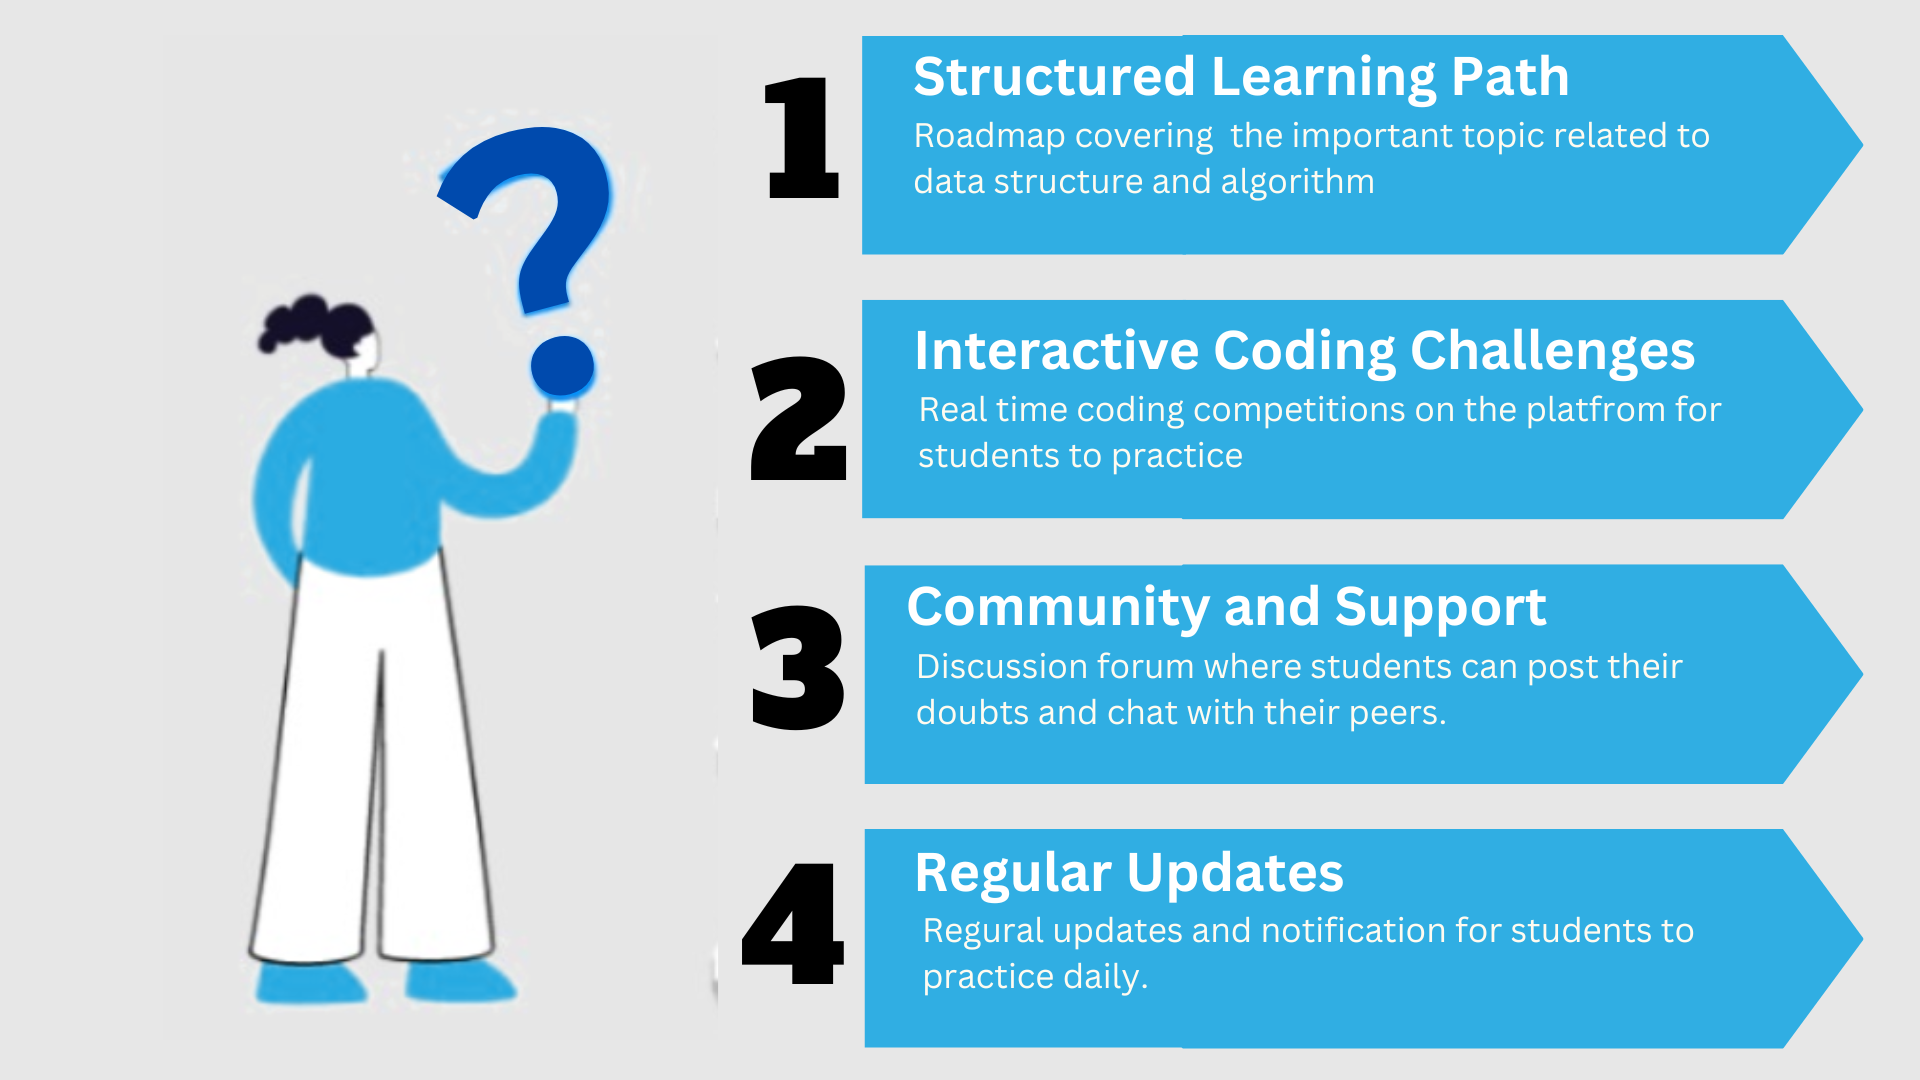 ?
1
Structured Learning Path
Roadmap covering  the important topic related to
data structure and algorithm
2
Interactive Coding Challenges
Real time coding competitions on the platfrom for
students to practice
3
Community and Support
Discussion forum where students can post their
doubts and chat with their peers.
4
Regular Updates
Regural updates and notification for students to
practice daily.